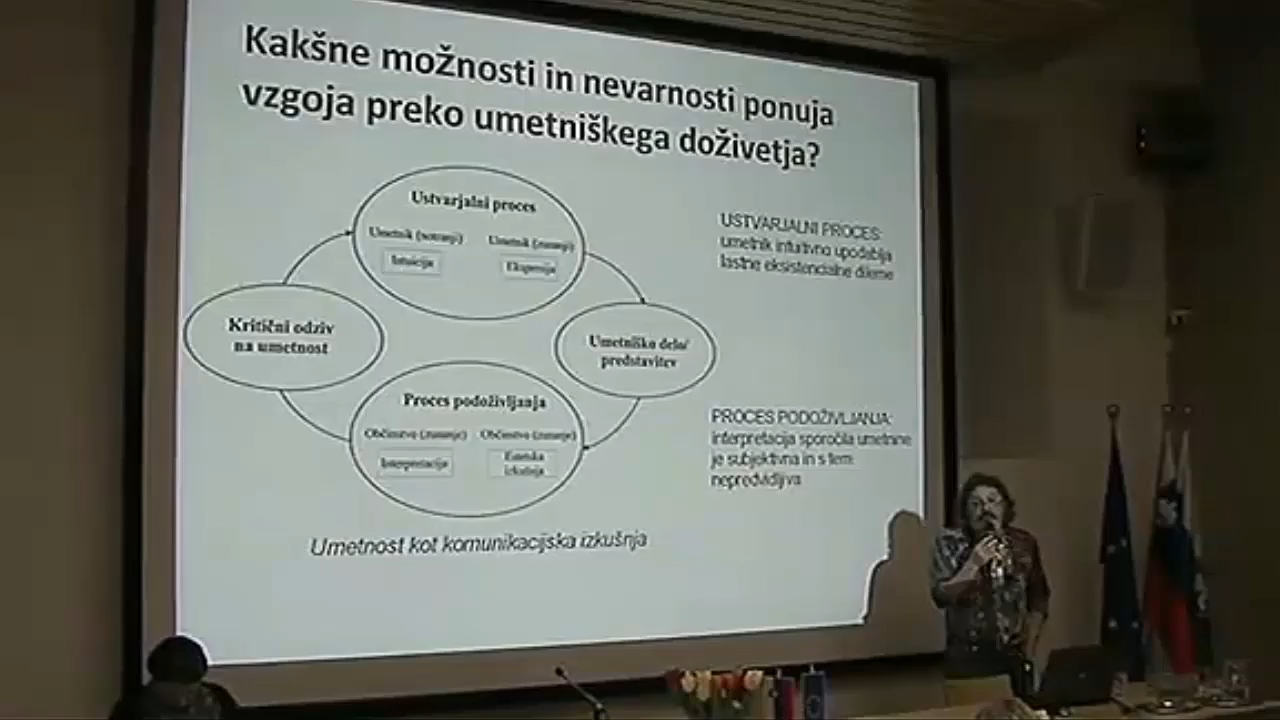 Kakšne možnosti in nevarnosti ponuja
vzgoja preko umetniškega doživetja?
Ustvarjalni proces
Umetnik (notranji) Umetnik (zunanji)
Intuicija Ekspresija
Kritični odziv
na umetnost
Umetniško delo/
predstavitev
Proces podoživljanja
Občinstvo (zunanje) Občinstvo (notranje)
Interpretacija Estetska
izkušnja
Umetnost kot komunikacijska izkušnja
USTVARJALNI PROCES:
umetnik intuitivno upodablja
lastne eksistencialne dileme
PROCES PODOŽIVLJANJA:
interpretacija sporočila umetnine
je subjektivna in s tem
nepredvidljiva